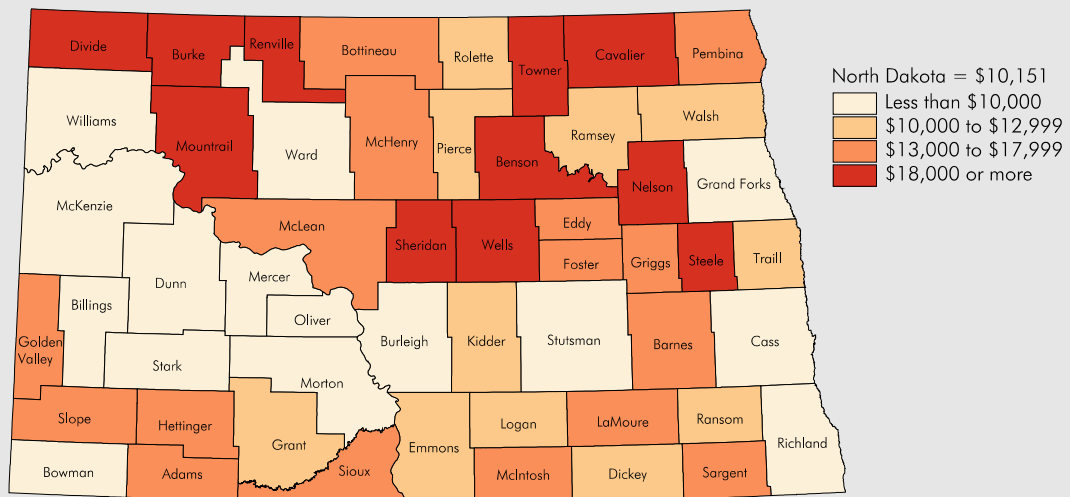 Divide
Burke
Renville
Bottineau
Rolette
Towner
Cavalier
Pembina
Williams
Mountrail
Ward
McHenry
Pierce
Benson
Ramsey
Walsh
Nelson
Grand Forks
McKenzie
McLean
Sheridan
Wells
Eddy
Foster
Griggs
Steele
Traill
Dunn
Mercer
Oliver
Billings
Golden
Valley
Stark
Morton
Burleigh
Kidder
Stutsman
Barnes
Cass
Slope
Hettinger
Grant
Emmons
Logan
LaMoure
Ransom
Richland
Bowman
Adams
Sioux
McIntosh
Dickey
Sargent
North Dakota = $10,151
Less than $10,000
$10,000 to $12,999
$13,000 to $17,999
$18,000 or more